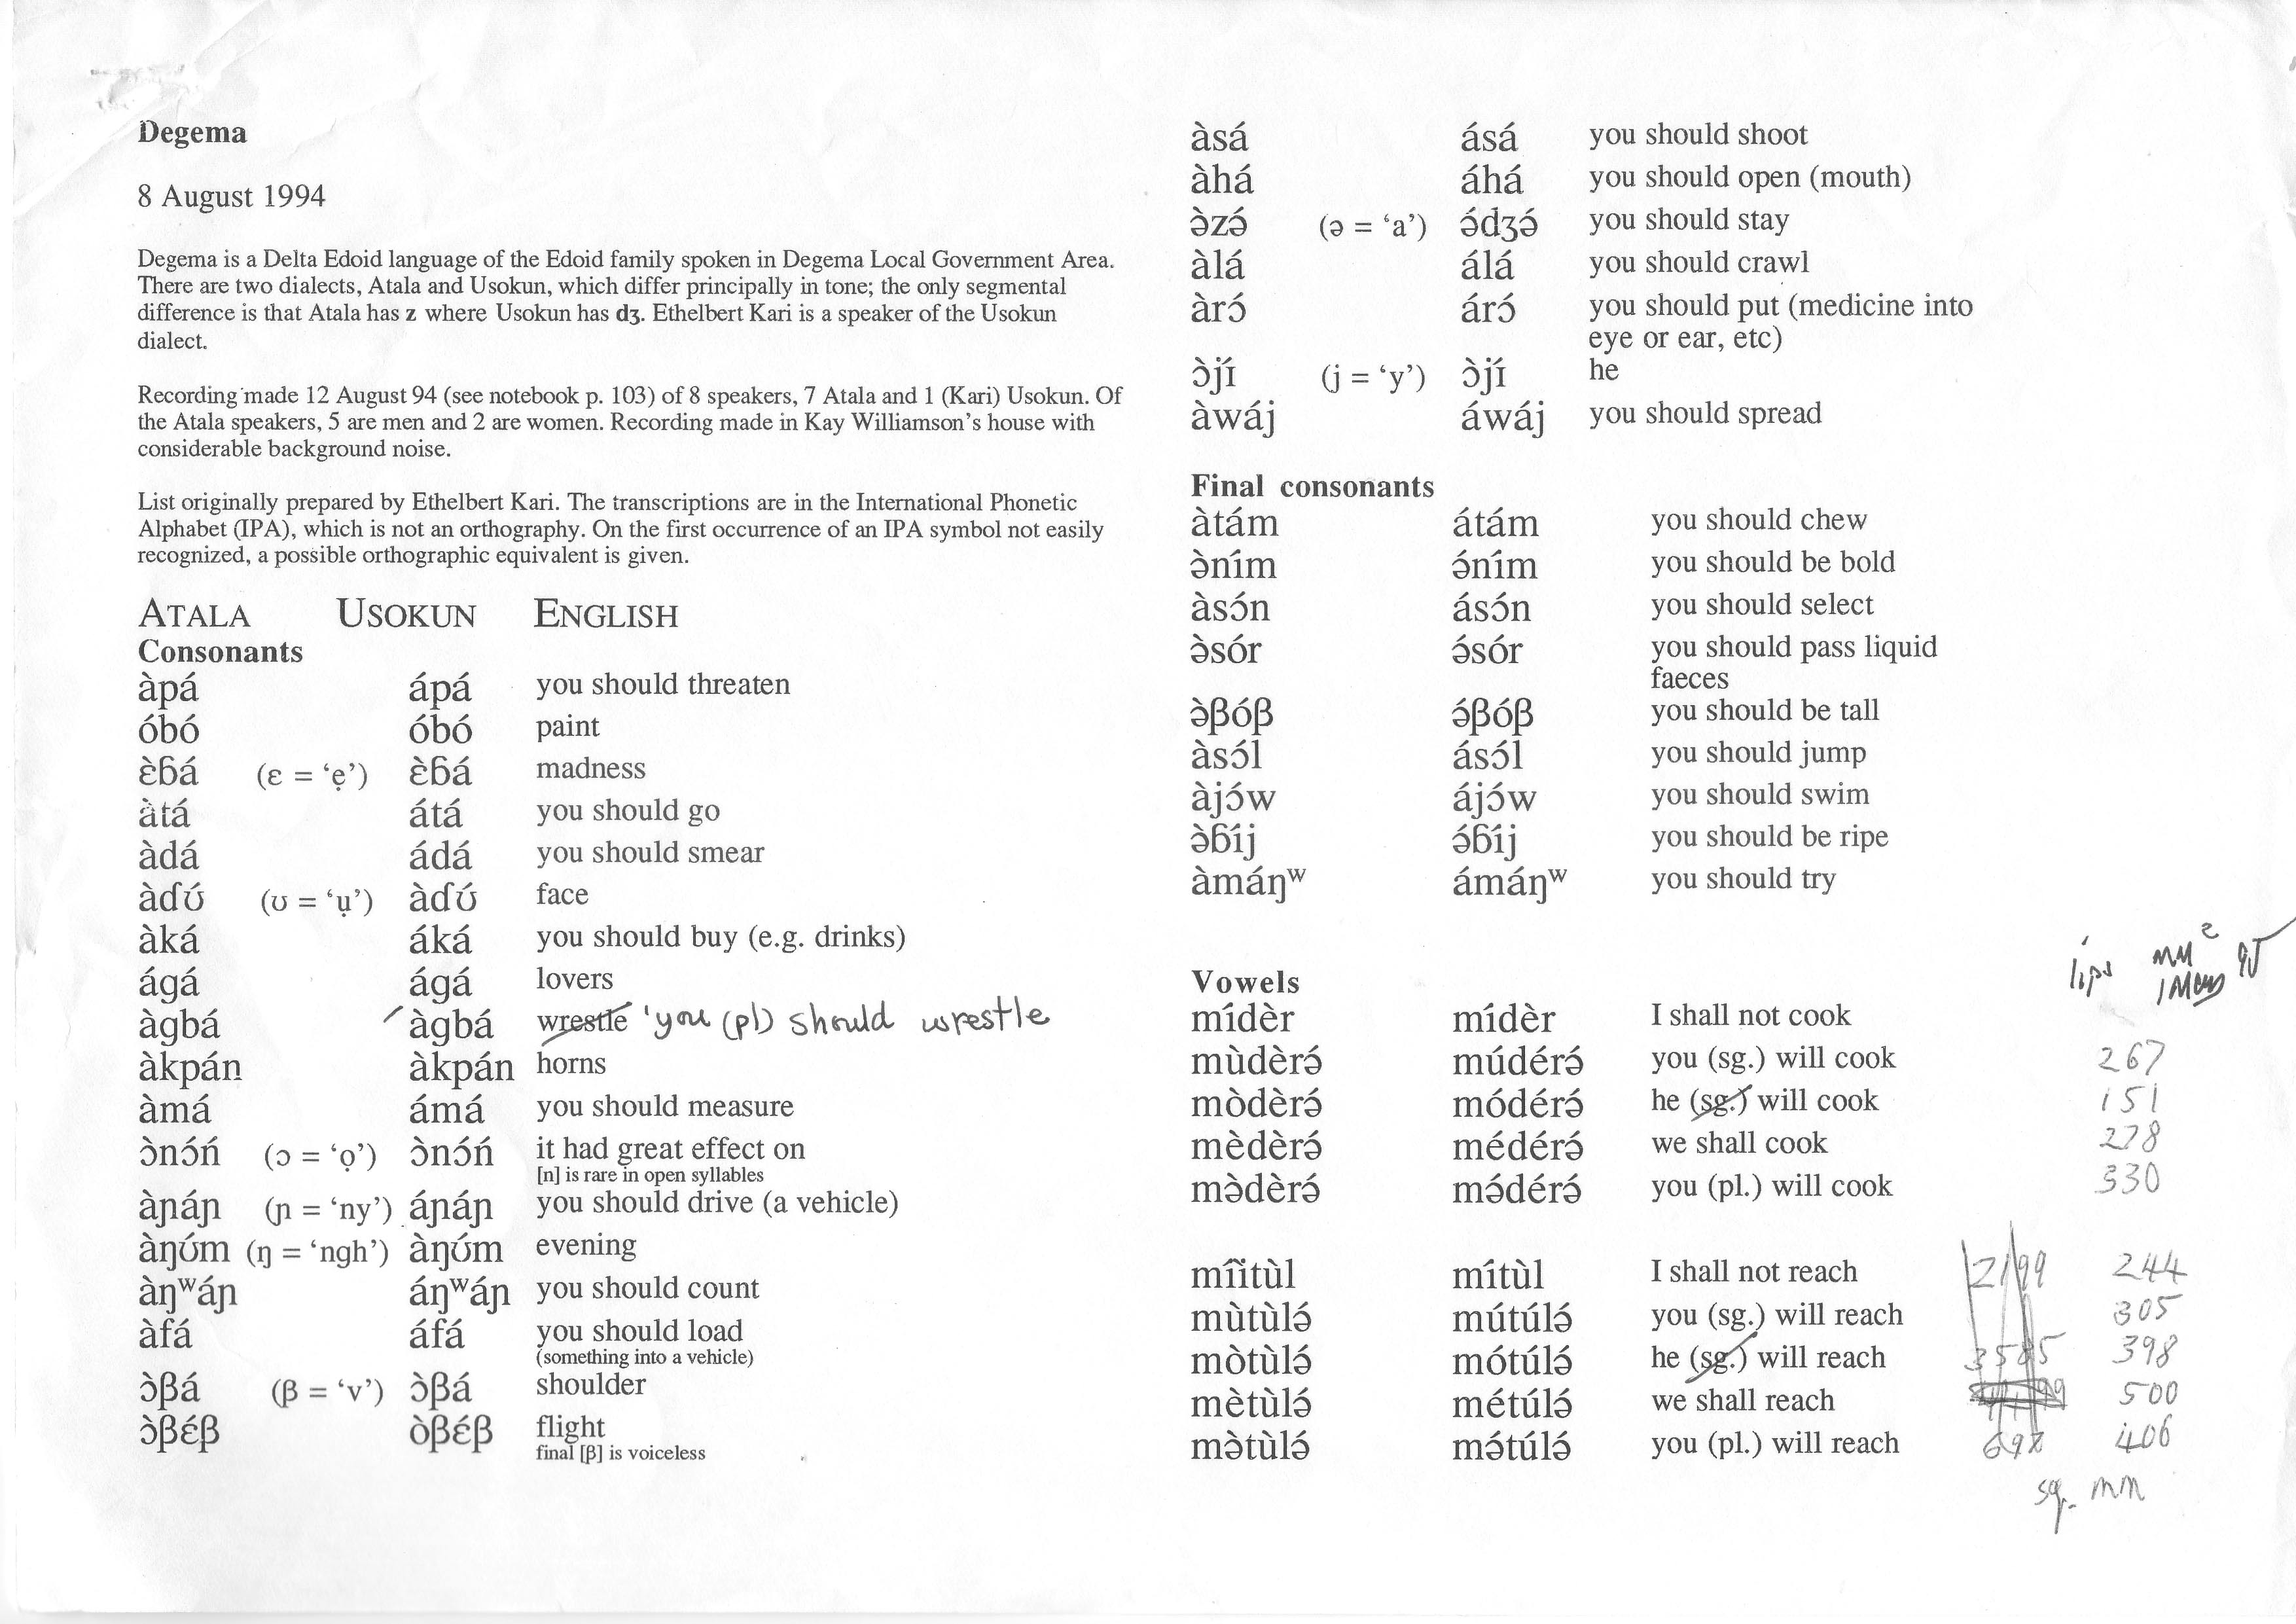 Degema
8 August 1994
Degema is a Delta Edoid language of the Edoid family spoken in Degema Local Government Area.
There are two dialects, Atala and Usokun, which differ principally in tone; the only segmental
difference is that Atala has z where Usokun has dʒ. Ethelbert Kari is a speaker of the Usokun
dialect.
Recording made 12 August 94 (see notebook p. 103) of 8 speakers, 7 Atala and 1 (Kari) Usokun. Of
the Atala speakers, 5 are men and 2 are women. Recording made in Kay Williamson's house with
considerable background noise.
List originally prepared by Ethelbert Kari. The transcriptions are in the International Phonetic
Alphabet (IPA), which is not an orthography. On the first occurrence of an IPA symbol not easily
recognized, a possible orthographic equivalent is given.
ATALA USOKUN ENGLISH
Consonants
àpá ápá you should threaten
óbó óbó paint
ɛ̀ɓá (ɛ = ‘ẹ’) ɛ̀ɓá madness
àtá átá you should go
àdá ádá you should smear
àɗʊ́ (ʊ = ‘ụ’) àɗʊ́ face
àká áká you should buy (e.g. drinks)
ágá ágá lovers
àgbá àgbá wrestle 'you (pl) should wrestle
àkpán àkpán horns
àmá ámá you should measure
ɔ̀nɔ́ń (ɔ = ‘ọ’) ɔ̀nɔ́ń it had great effect on
[n] is rare in open syllables
àɲáɲ (ɲ = ‘ny’) áɲáɲ you should drive (a vehicle)
àŋʊ́m (ŋ = ‘ngh’) àŋʊ́m evening
àŋʷáɲ áŋʷáɲ you should count
àfá áfá you should load
(something into a vehicle)
ɔ̀βá (β = ‘v’) ɔ̀βá shoulder
ɔ̀βɛ́β òβɛ́β flight
final [β] is voiceless
àsá ásá you should shoot
àhá áhá you should open (mouth)
ə̀zə́ (ə = ‘a’) ə́dʒə́ you should stay
àlá álá you should crawl
àrɔ́ árɔ́ you should put (medicine into
eye or ear, etc)
ɔ̀jí (j = ‘y’) ɔ̀jí he
àwáj áwáj you should spread
Final consonants
àtám átám you should chew
ə̀ním ə́ním you should be bold
àsɔ́n ásɔ́n you should select
ə̀sór ə́sór you should pass liquid
faeces
ə̀βóβ ə́βóβ you should be tall
àsɔ́l ásɔ́l you should jump
àjɔ́w ájɔ́w you should swim
ə̀ɓíj ə́ɓíj you should be ripe
àmáŋʷ ámáŋʷ you should try
lips mm²
Vowels
mídèr mídèr I shall not cook
mùdèrə́ múdérə́ you (sg.) will cook 267
mòdèrə́ módérə́ he (sg.) will cook 151
mèdèrə́ médérə́ we shall cook 278
mə̀dèrə́ mə́dérə́ you (pl.) will cook 330
mîìtùl mítùl I shall not reach 244
mùtùlə́ mútúlə́ you (sg.) will reach 305
mòtùlə́ mótúlə́ he (sg.) will reach 398
mètùlə́ métúlə́ we shall reach 500
mə̀tùlə́ mə́túlə́ you (pl.) will reach 406
sq. mm